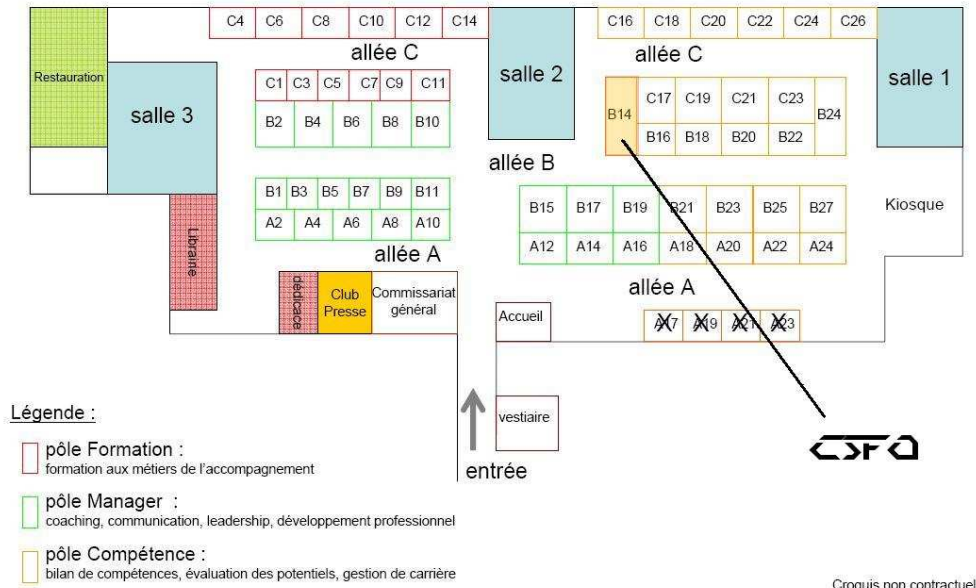 C4 C6 C8 C10 C12 C14
C16 C18 C20 C22 C24 C26
allée C
allée C
Restauration
salle 3
salle 2
salle 1
C1 C3 C5 C7 C9 C11
B2 B4 B6 B8 B10
B14
C17 C19 C21 C23
B24
B16 B18 B20 B22
allée B
B1 B3 B5 B7 B9 B11
A2 A4 A6 A8 A10
B15 B17 B19 B21 B23 B25 B27
A12 A14 A16 A18 A20 A22 A24
Kiosque
Librairie
allée A
allée A
dédicace
Club
Presse
Commissariat
général
Accueil
A17 A19 A21 A23
vestiaire
entrée
CSFO
Légende :
pôle Formation :
formation aux métiers de l'accompagnement
pôle Manager :
coaching, communication, leadership, développement professionnel
pôle Compétence :
bilan de compétences, évaluation des potentiels, gestion de carrière
Croquis non contractuel